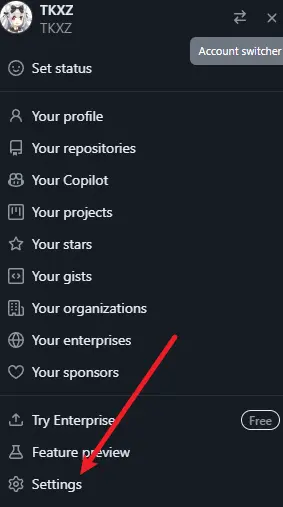 TKXZ
TKXZ
Account switcher
Set status
Your profile
Your repositories
Your Copilot
Your projects
Your stars
Your gists
Your organizations
Your enterprises
Your sponsors
Try Enterprise Free
Feature preview
Settings